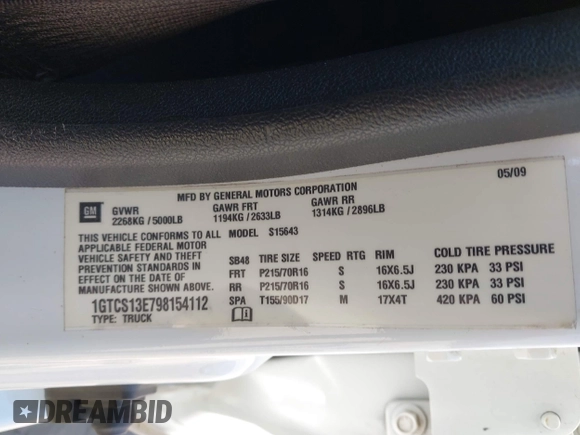 MFD BY GENERAL MOTORS CORPORATION
05/09
GM
GVWR GAWR FRT GAWR RR
2268KG / 5000LB 1194KG / 2633LB 1314KG / 2896LB
THIS VEHICLE CONFORMS TO ALL MODEL S15643
APPLICABLE FEDERAL MOTOR
VEHICLE SAFETY AND THEFT
PREVENTION STANDARDS IN
EFFECT ON THE DATE OF
MANUFACTURE SHOWN ABOVE.
1GTCS13E798154112
TYPE: TRUCK
SB48 TIRE SIZE SPEED RTG RIM COLD TIRE PRESSURE
FRT P215/70R16 S 16X6.5J 230 KPA 33 PSI
RR P215/70R16 S 16X6.5J 230 KPA 33 PSI
SPA T155/90D17 M 17X4T 420 KPA 60 PSI
DREAMBID